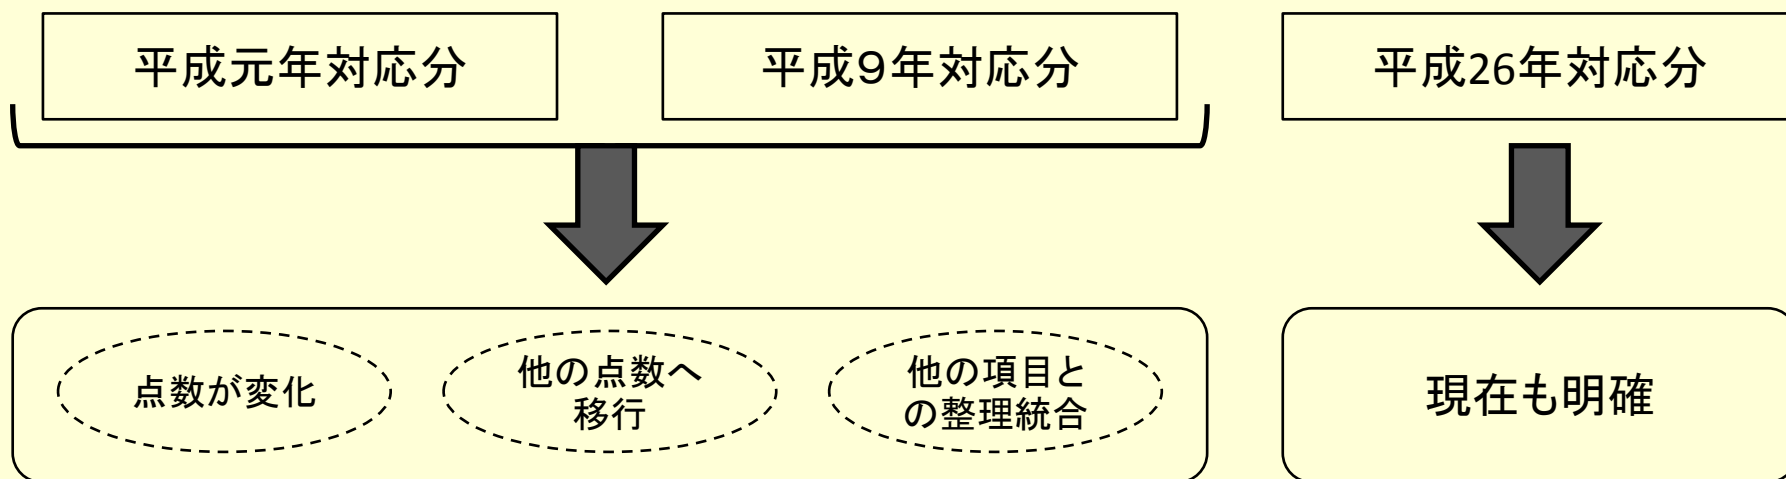 平成元年対応分
平成9年対応分
平成26年対応分
点数が変化
他の点数へ
移行
他の項目と
の整理統合
現在も明確